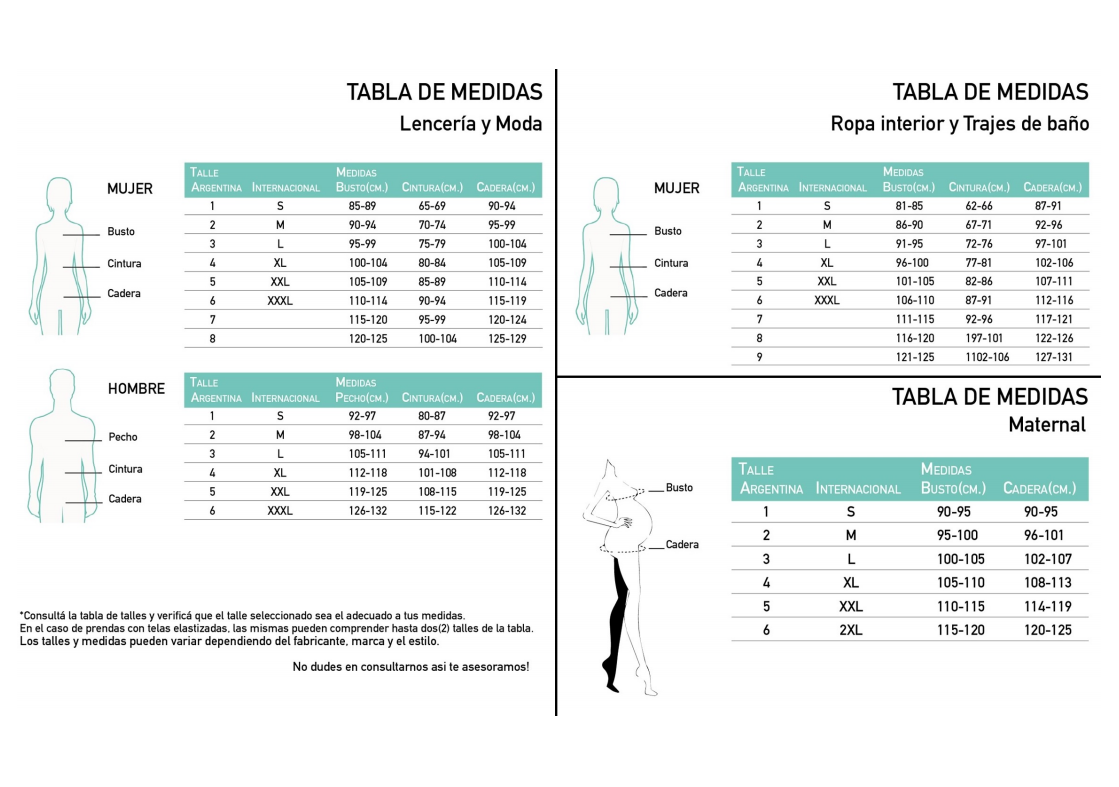 TABLA DE MEDIDAS
Lencería y Moda
MUJER
Busto
Cintura
Cadera
TALLE MEDIDAS
ARGENTINA INTERNACIONAL BUSTO(CM.) CINTURA(CM.) CADERA(CM.)
1 S 85-89 65-69 90-94
2 M 90-94 70-74 95-99
3 L 95-99 75-79 100-104
4 XL 100-104 80-84 105-109
5 XXL 105-109 85-89 110-114
6 XXXL 110-114 90-94 115-119
7 115-120 95-99 120-124
8 120-125 100-104 125-129
HOMBRE
Pecho
Cintura
Cadera
TALLE MEDIDAS
ARGENTINA INTERNACIONAL PECHO(CM.) CINTURA(CM.) CADERA(CM.)
1 S 92-97 80-87 92-97
2 M 98-104 87-94 98-104
3 L 105-111 94-101 105-111
4 XL 112-118 101-108 112-118
5 XXL 119-125 108-115 119-125
6 XXXL 126-132 115-122 126-132
*Consultá la tabla de talles y verificá que el talle seleccionado sea el adecuado a tus medidas.
En el caso de prendas con telas elastizadas, las mismas pueden comprender hasta dos(2) talles de la tabla.
Los talles y medidas pueden variar dependiendo del fabricante, marca y el estilo.
No dudes en consultarnos asi te asesoramos!
TABLA DE MEDIDAS
Ropa interior y Trajes de baño
MUJER
Busto
Cintura
Cadera
TALLE MEDIDAS
ARGENTINA INTERNACIONAL BUSTO(CM.) CINTURA(CM.) CADERA(CM.)
1 S 81-85 62-66 87-91
2 M 86-90 67-71 92-96
3 L 91-95 72-76 97-101
4 XL 96-100 77-81 102-106
5 XXL 101-105 82-86 107-111
6 XXXL 106-110 87-91 112-116
7 111-115 92-96 117-121
8 116-120 197-101 122-126
9 121-125 1102-106 127-131
TABLA DE MEDIDAS
Maternal
Busto
Cadera
TALLE MEDIDAS
ARGENTINA INTERNACIONAL BUSTO(CM.) CADERA(CM.)
1 S 90-95 90-95
2 M 95-100 96-101
3 L 100-105 102-107
4 XL 105-110 108-113
5 XXL 110-115 114-119
6 2XL 115-120 120-125